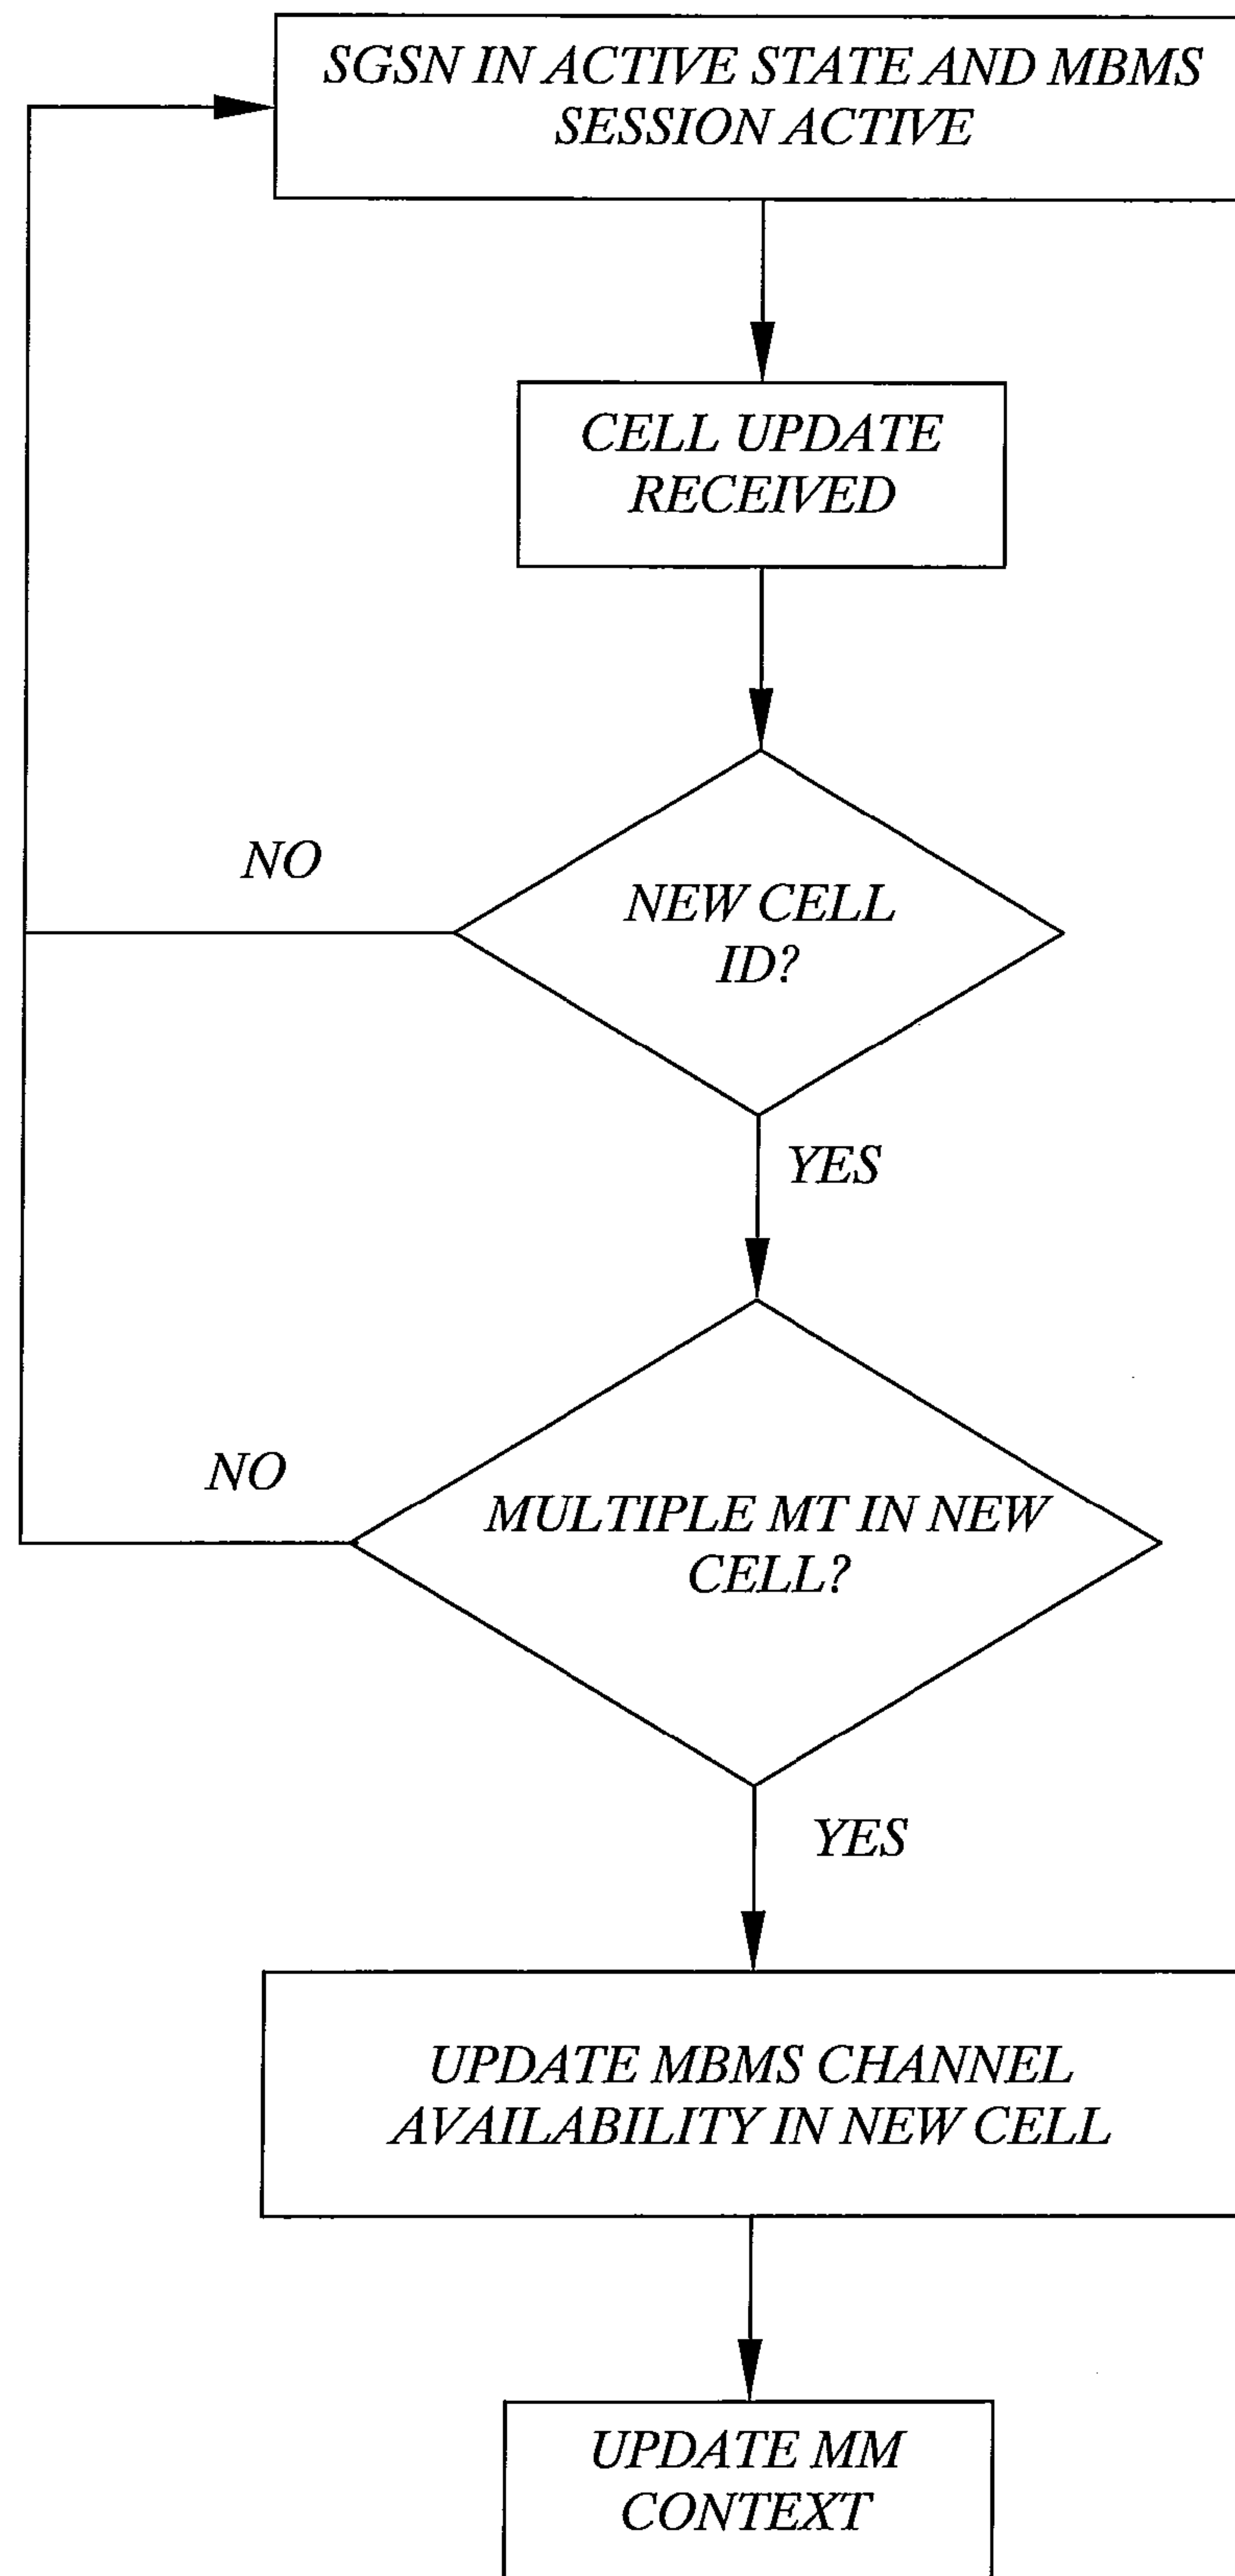 SGSN IN ACTIVE STATE AND MBMS
SESSION ACTIVE
CELL UPDATE
RECEIVED
NO
NEW CELL
ID?
YES
NO
MULTIPLE MT IN NEW
CELL?
YES
UPDATE MBMS CHANNEL
AVAILABILITY IN NEW CELL
UPDATE MM
CONTEXT